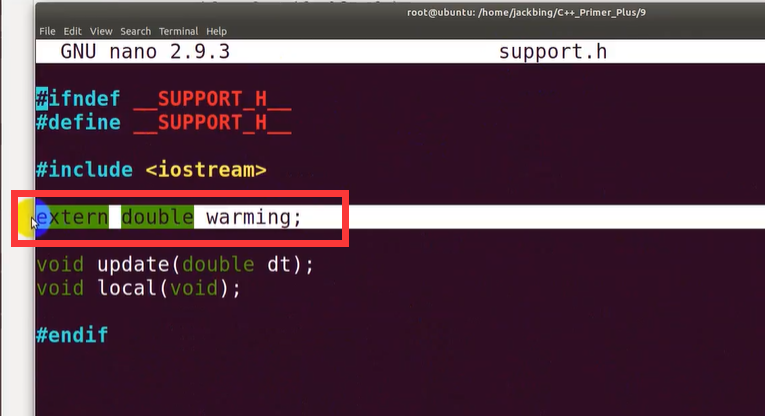 root@ubuntu: /home/jackbing/C++_Primer_Plus/9
File Edit View Search Terminal Help
GNU nano 2.9.3 support.h
#ifndef __SUPPORT_H__
#define __SUPPORT_H__
#include <iostream>
extern double warming;
void update(double dt);
void local(void);
#endif